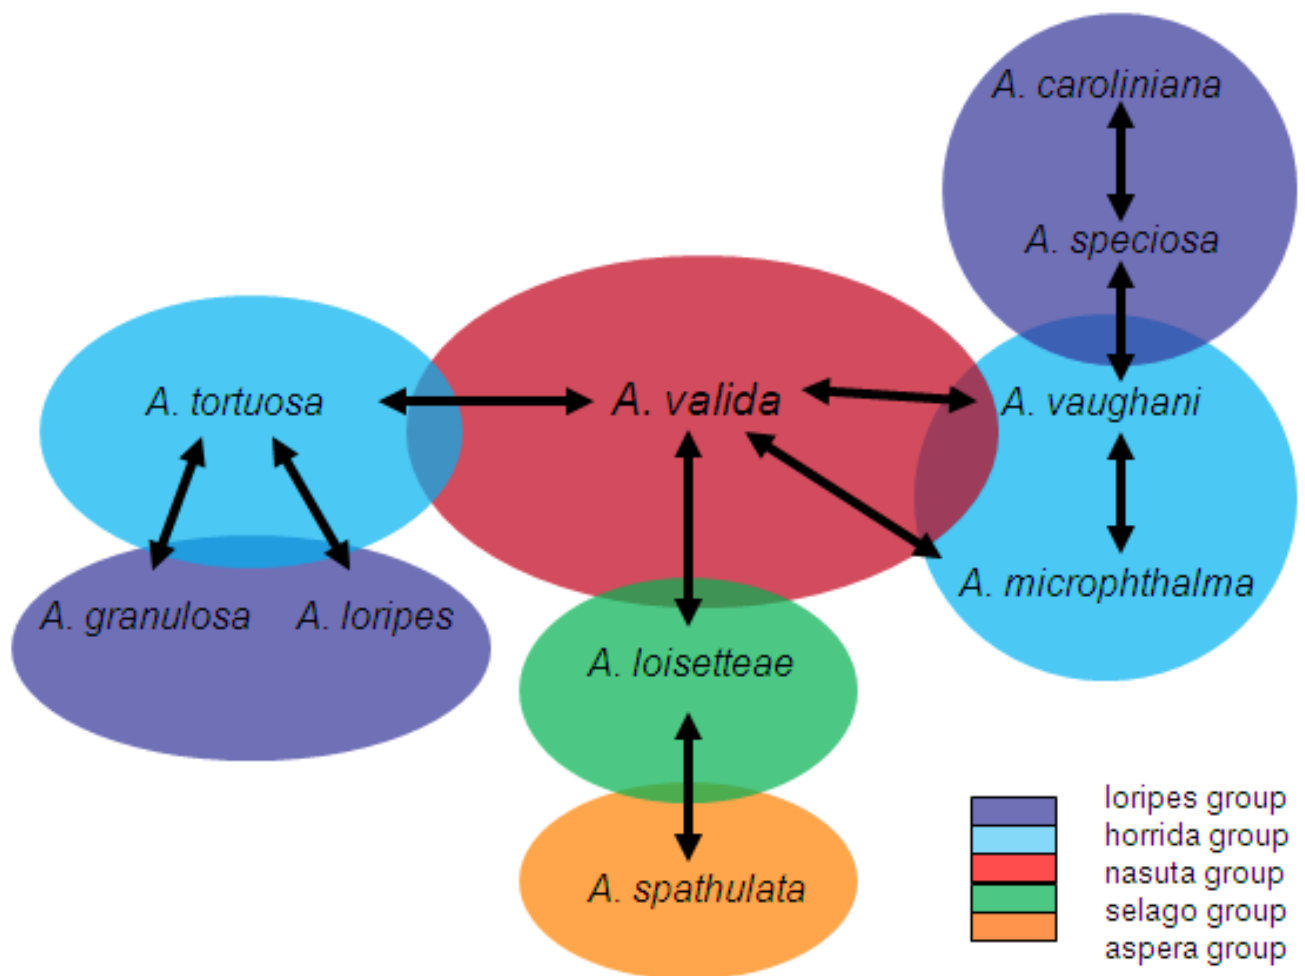 A. caroliniana
A. speciosa
A. tortuosa
A. valida
A. vaughani
A. microphthalma
A. granulosa
A. loripes
A. loisetteae
A. spathulata
loripes group
horrida group
nasuta group
selago group
aspera group